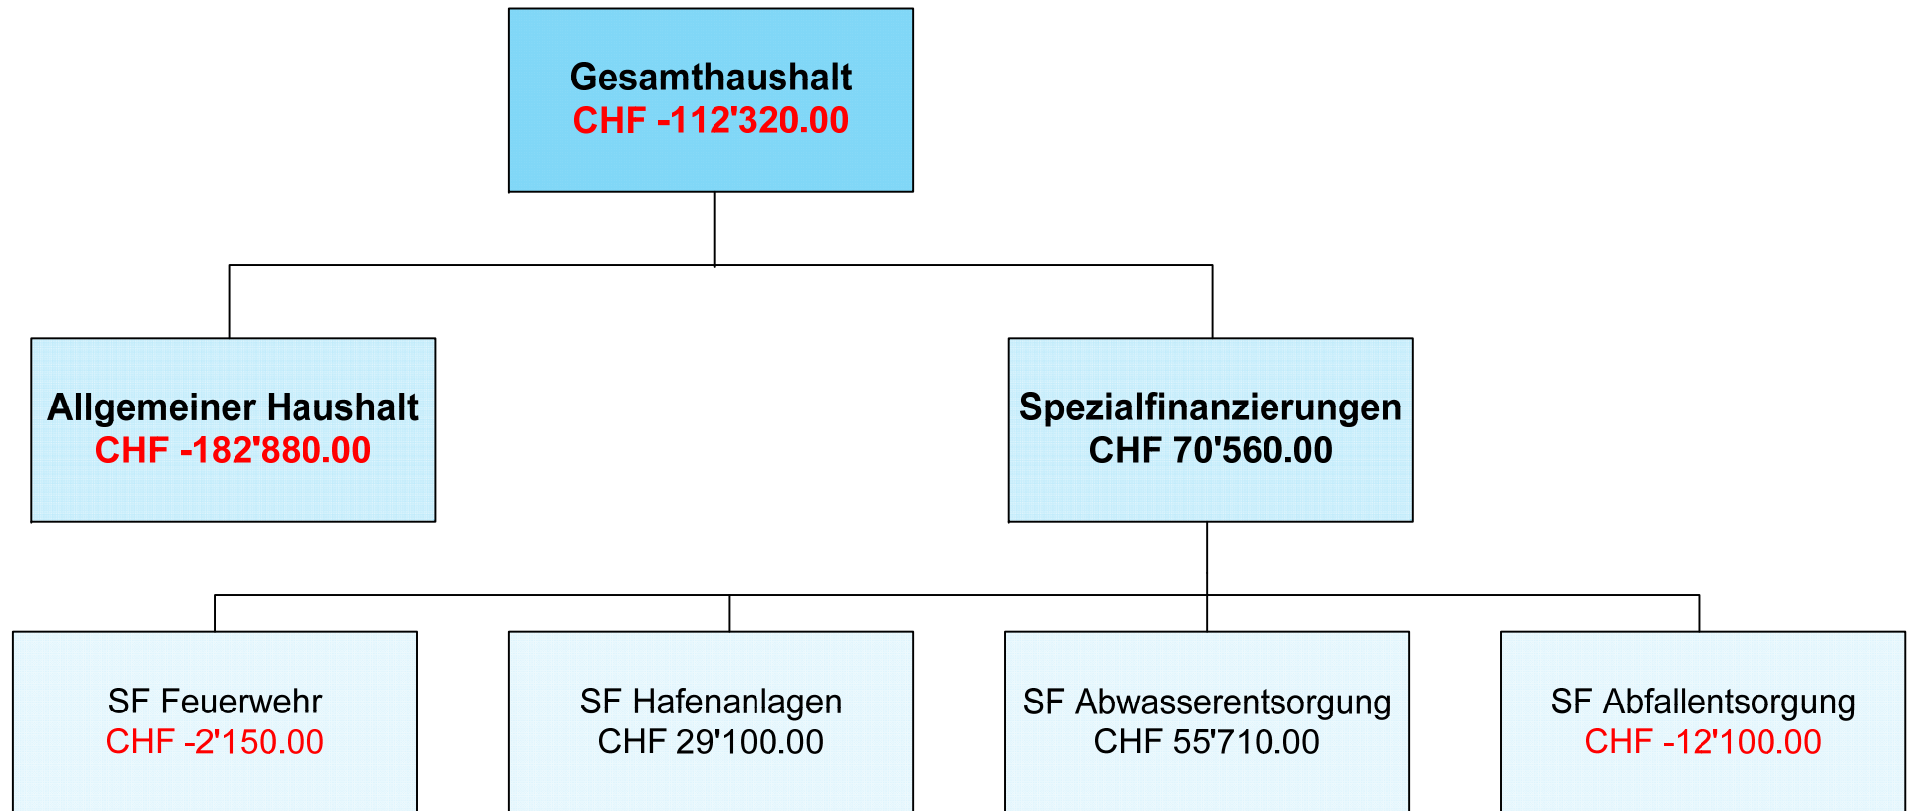 Gesamthaushalt
CHF -112'320.00
Allgemeiner Haushalt
CHF -182'880.00
Spezialfinanzierungen
CHF 70'560.00
SF Feuerwehr
CHF -2'150.00
SF Hafenanlagen
CHF 29'100.00
SF Abwasserentsorgung
CHF 55'710.00
SF Abfallentsorgung
CHF -12'100.00